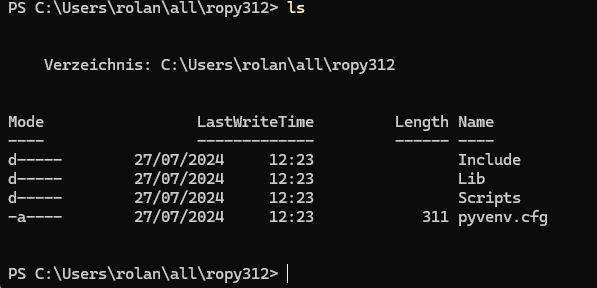 PS C:\Users\rolan\all\ropy312> ls
Verzeichnis: C:\Users\rolan\all\ropy312
Mode                LastWriteTime         Length Name
----                -------------         ------ ----
d-----       27/07/2024     12:23                Include
d-----       27/07/2024     12:23                Lib
d-----       27/07/2024     12:23                Scripts
-a----       27/07/2024     12:23            311 pyvenv.cfg
PS C:\Users\rolan\all\ropy312>